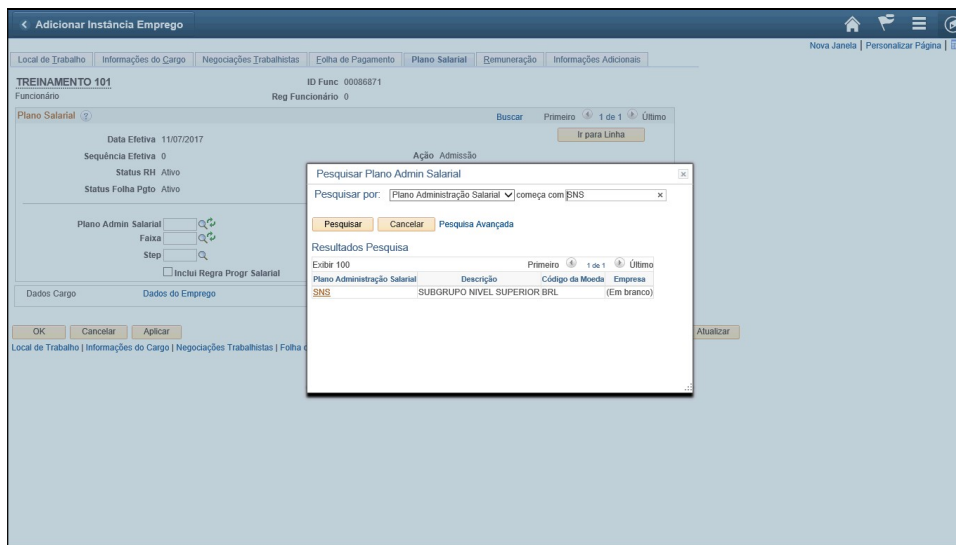 Adicionar Instância Emprego
Nova Janela | Personalizar Página |
Local de Trabalho Informações do Cargo Negociações Trabalhistas Folha de Pagamento Plano Salarial Remuneração Informações Adicionais
TREINAMENTO 101 ID Func 00086871
Funcionário Reg Funcionário 0
Plano Salarial Buscar Primeiro 1 de 1 Último
Data Efetiva 11/07/2017 Ir para Linha
Sequência Efetiva 0 Ação Admissão
Status RH Ativo
Status Folha Pgto Ativo
Plano Admin Salarial
Faixa
Step
Inclui Regra Progr Salarial
Dados Cargo Dados do Emprego
OK Cancelar Aplicar Atualizar
Local de Trabalho | Informações do Cargo | Negociações Trabalhistas | Folha
Pesquisar Plano Admin Salarial
Pesquisar por: Plano Administração Salarial começa com SNS
Pesquisar Cancelar Pesquisa Avançada
Resultados Pesquisa
Exibir 100 Primeiro 1 de 1 Último
Plano Administração Salarial Descrição Código da Moeda Empresa
SNS SUBGRUPO NIVEL SUPERIOR BRL (Em branco)